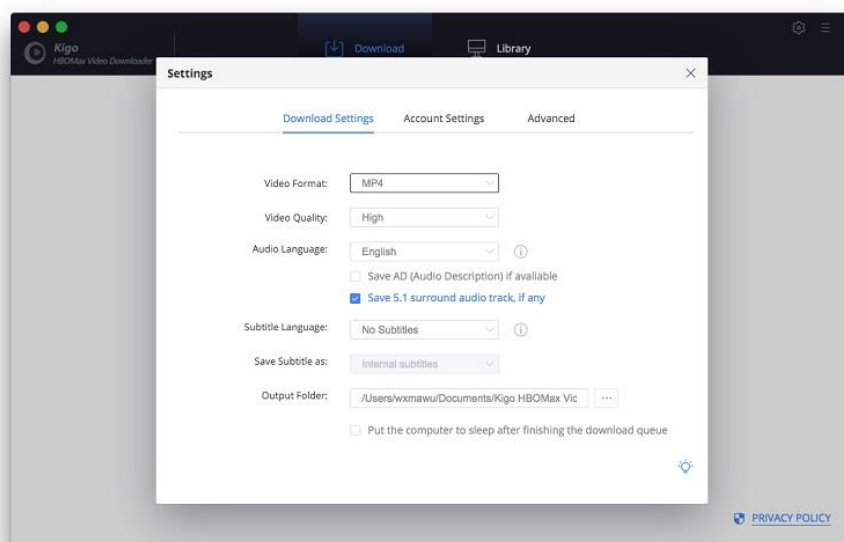 Kigo
HBOMax Video Downloader
Download
Library
Settings
Download Settings
Account Settings
Advanced
Video Format:
MP4
Video Quality:
High
Audio Language:
English
Save AD (Audio Description) if avaliable
Save 5.1 surround audio track, if any
Subtitle Language:
No Subtitles
Save Subtitle as:
Internal subtitles
Output Folder:
/Users/wxmawu/Documents/Kigo HBOMax Vic
Put the computer to sleep after finishing the download queue
PRIVACY POLICY